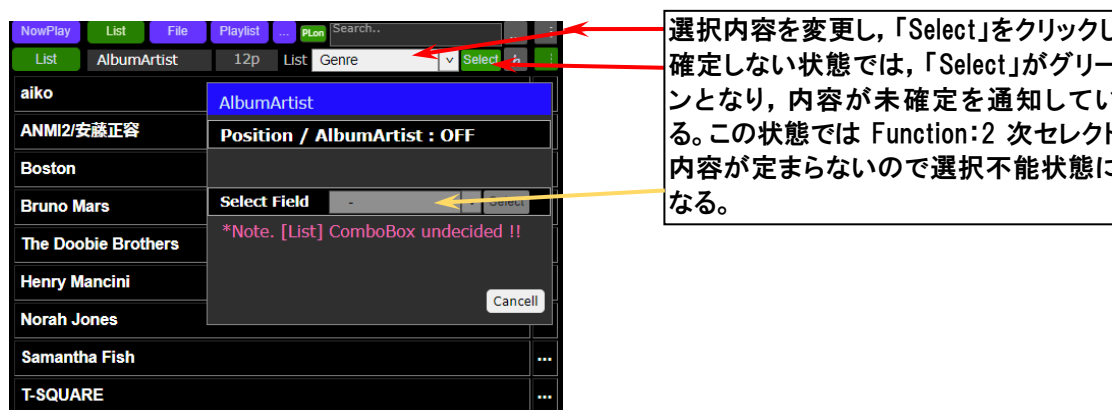 NowPlay List File Playlist ... PLon Search..
List AlbumArtist 12p List Genre Select
aiko
ANMI2/安藤正容
Boston
Bruno Mars
The Doobie Brothers
Henry Mancini
Norah Jones
Samantha Fish ...
T-SQUARE ...
AlbumArtist
Position / AlbumArtist : OFF
Select Field - Select
*Note. [List] ComboBox undecided !!
Cancell
選択内容を変更し，「Select」をクリックし
確定しない状態では，「Select」がグリー
ンとなり，内容が未確定を通知してい
る。この状態では Function：2 次セレクト
内容が定まらないので選択不能状態に
なる。